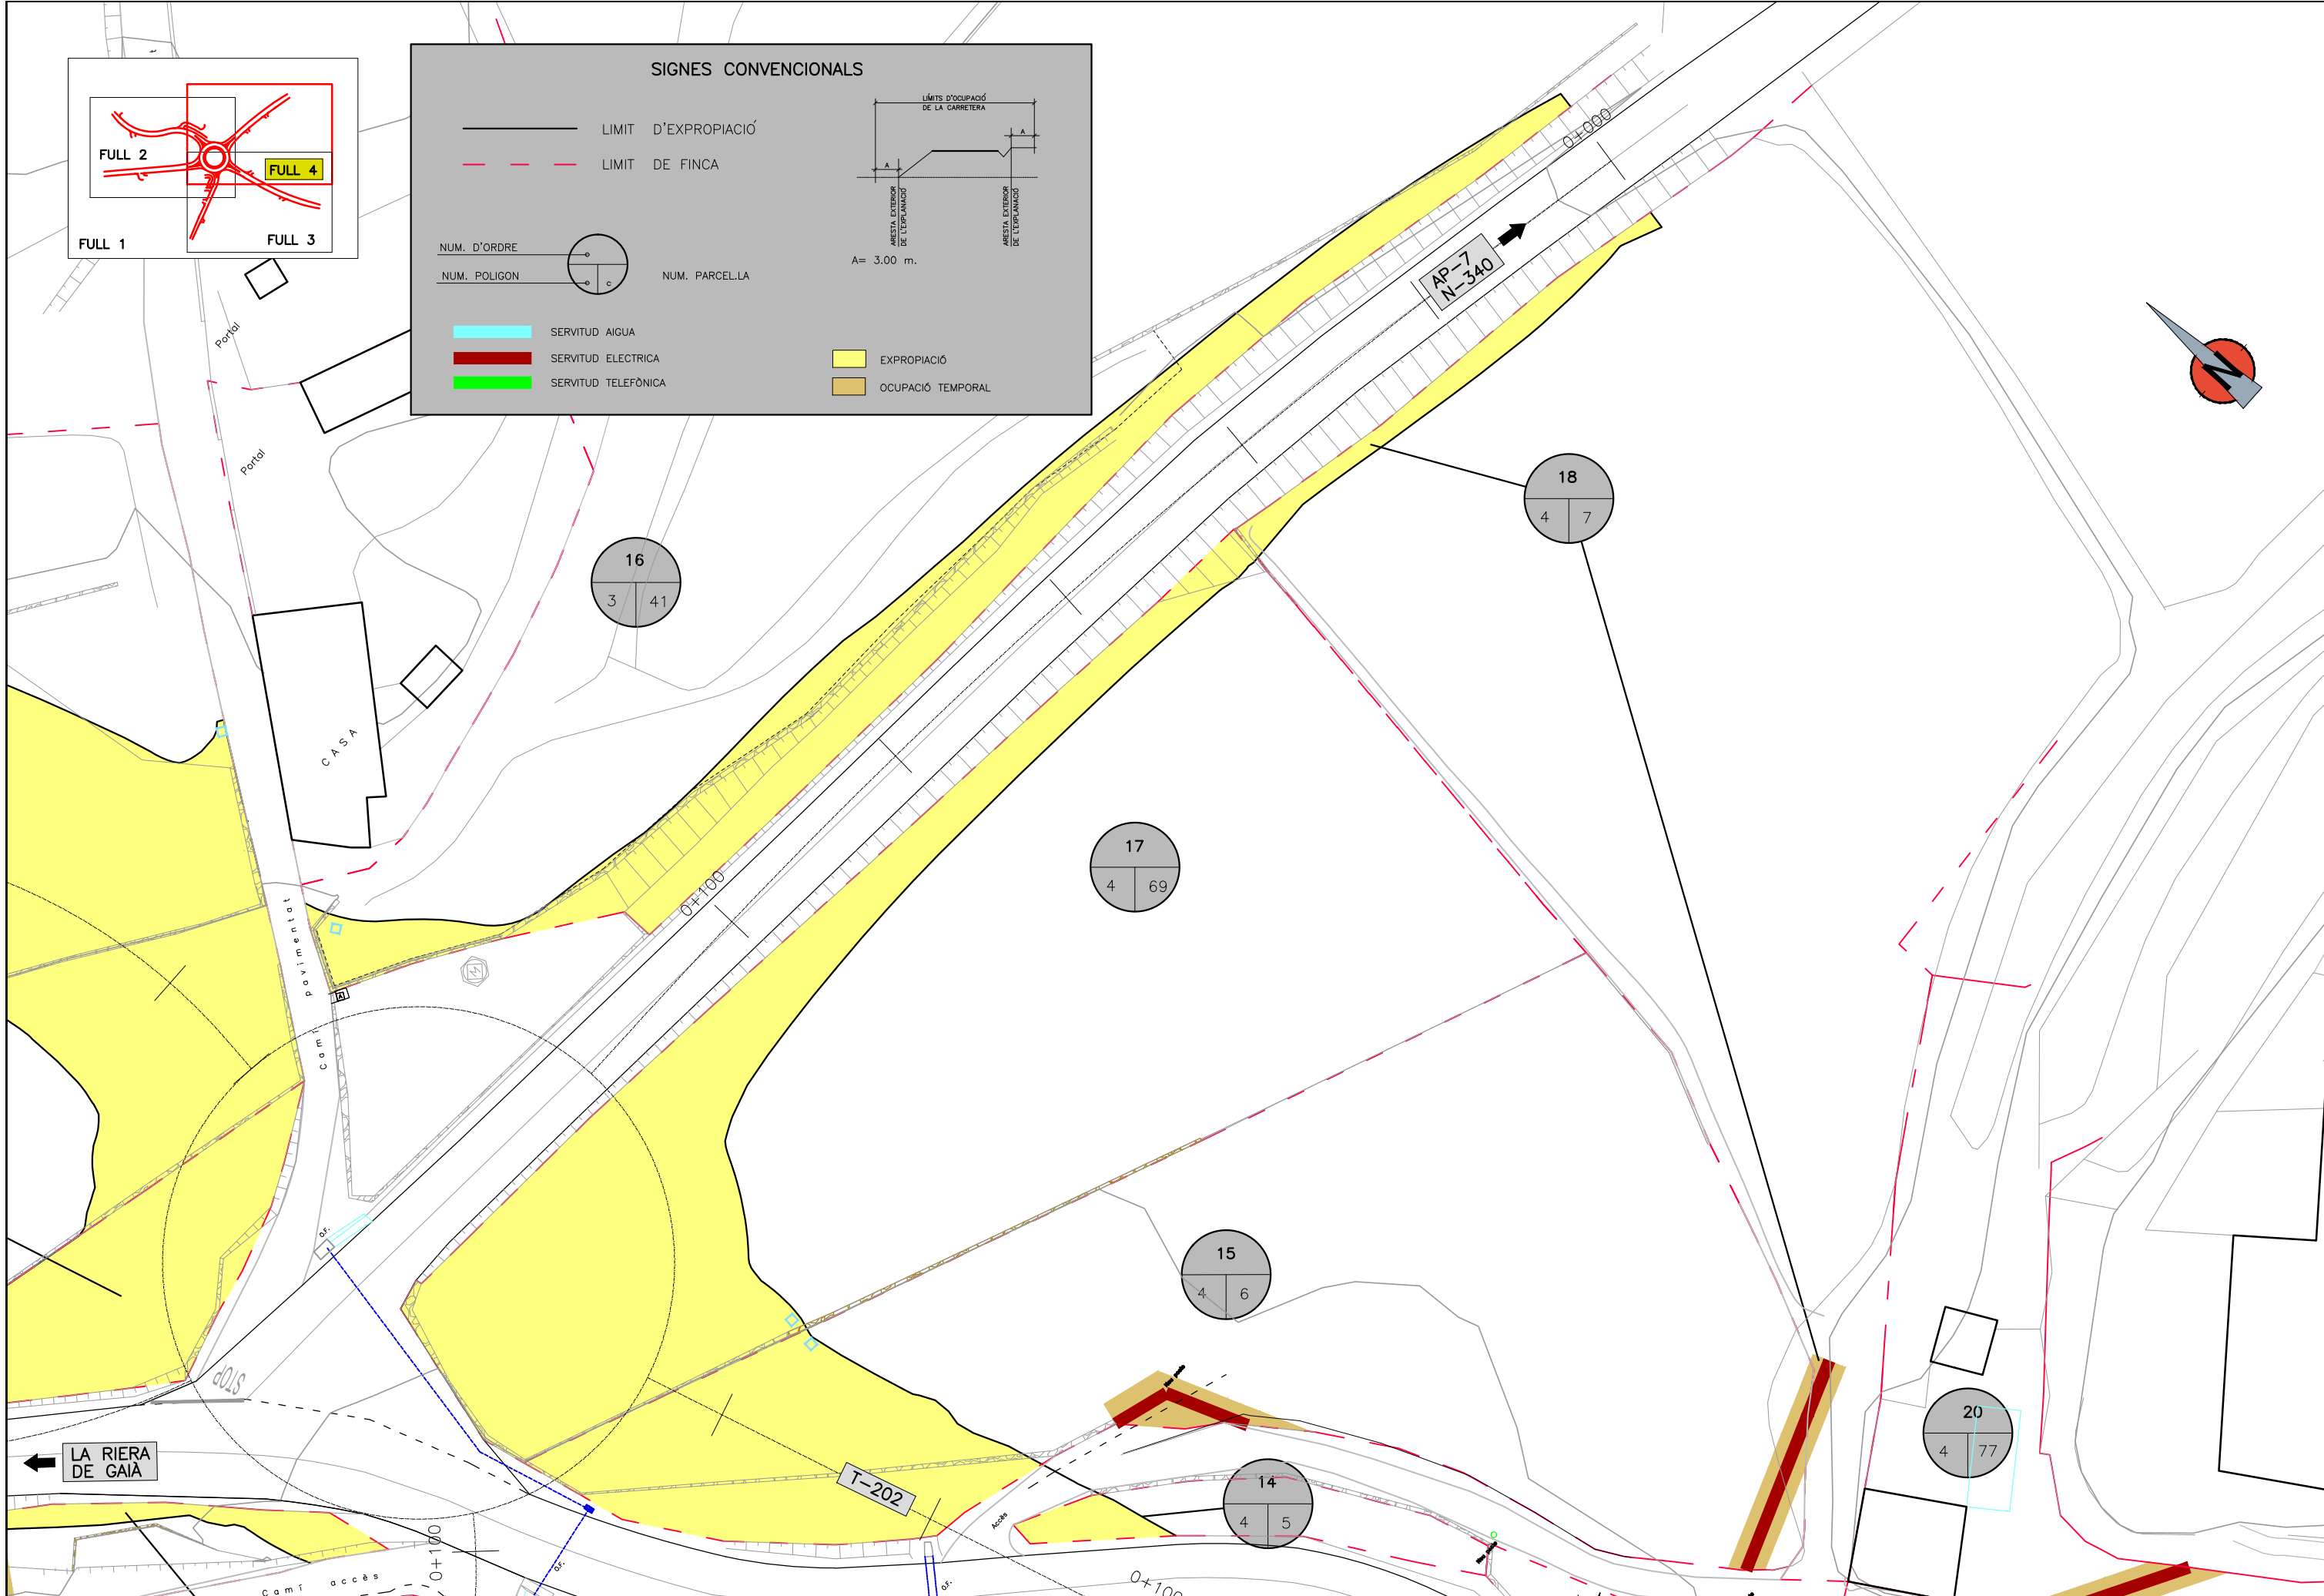 SIGNES CONVENCIONALS
LIMIT D'EXPROPIACIÓ
LIMIT DE FINCA
LÍMITS D'OCUPACIÓ
DE LA CARRETERA
A
A
ARESTA EXTERIOR
DE L'EXPLANACIÓ
ARESTA EXTERIOR
DE L'EXPLANACIÓ
A= 3.00 m.
NUM. D'ORDRE
NUM. POLIGON
NUM. PARCEL.LA
SERVITUD AIGUA
SERVITUD ELECTRICA
SERVITUD TELEFÒNICA
EXPROPIACIÓ
OCUPACIÓ TEMPORAL
FULL 2
FULL 4
FULL 1
FULL 3
Portal
Portal
0+000
AP-7
N-340
N
18
4 7
16
3 41
CASA
17
4 69
0+100
Camí pavimentat
M
A
15
4 6
O.F.
STOP
20
4 77
LA RIERA
DE GAIÀ
T-202
14
4 5
Accés
0+100
O.F.
O.F.
Camí accés
0+100